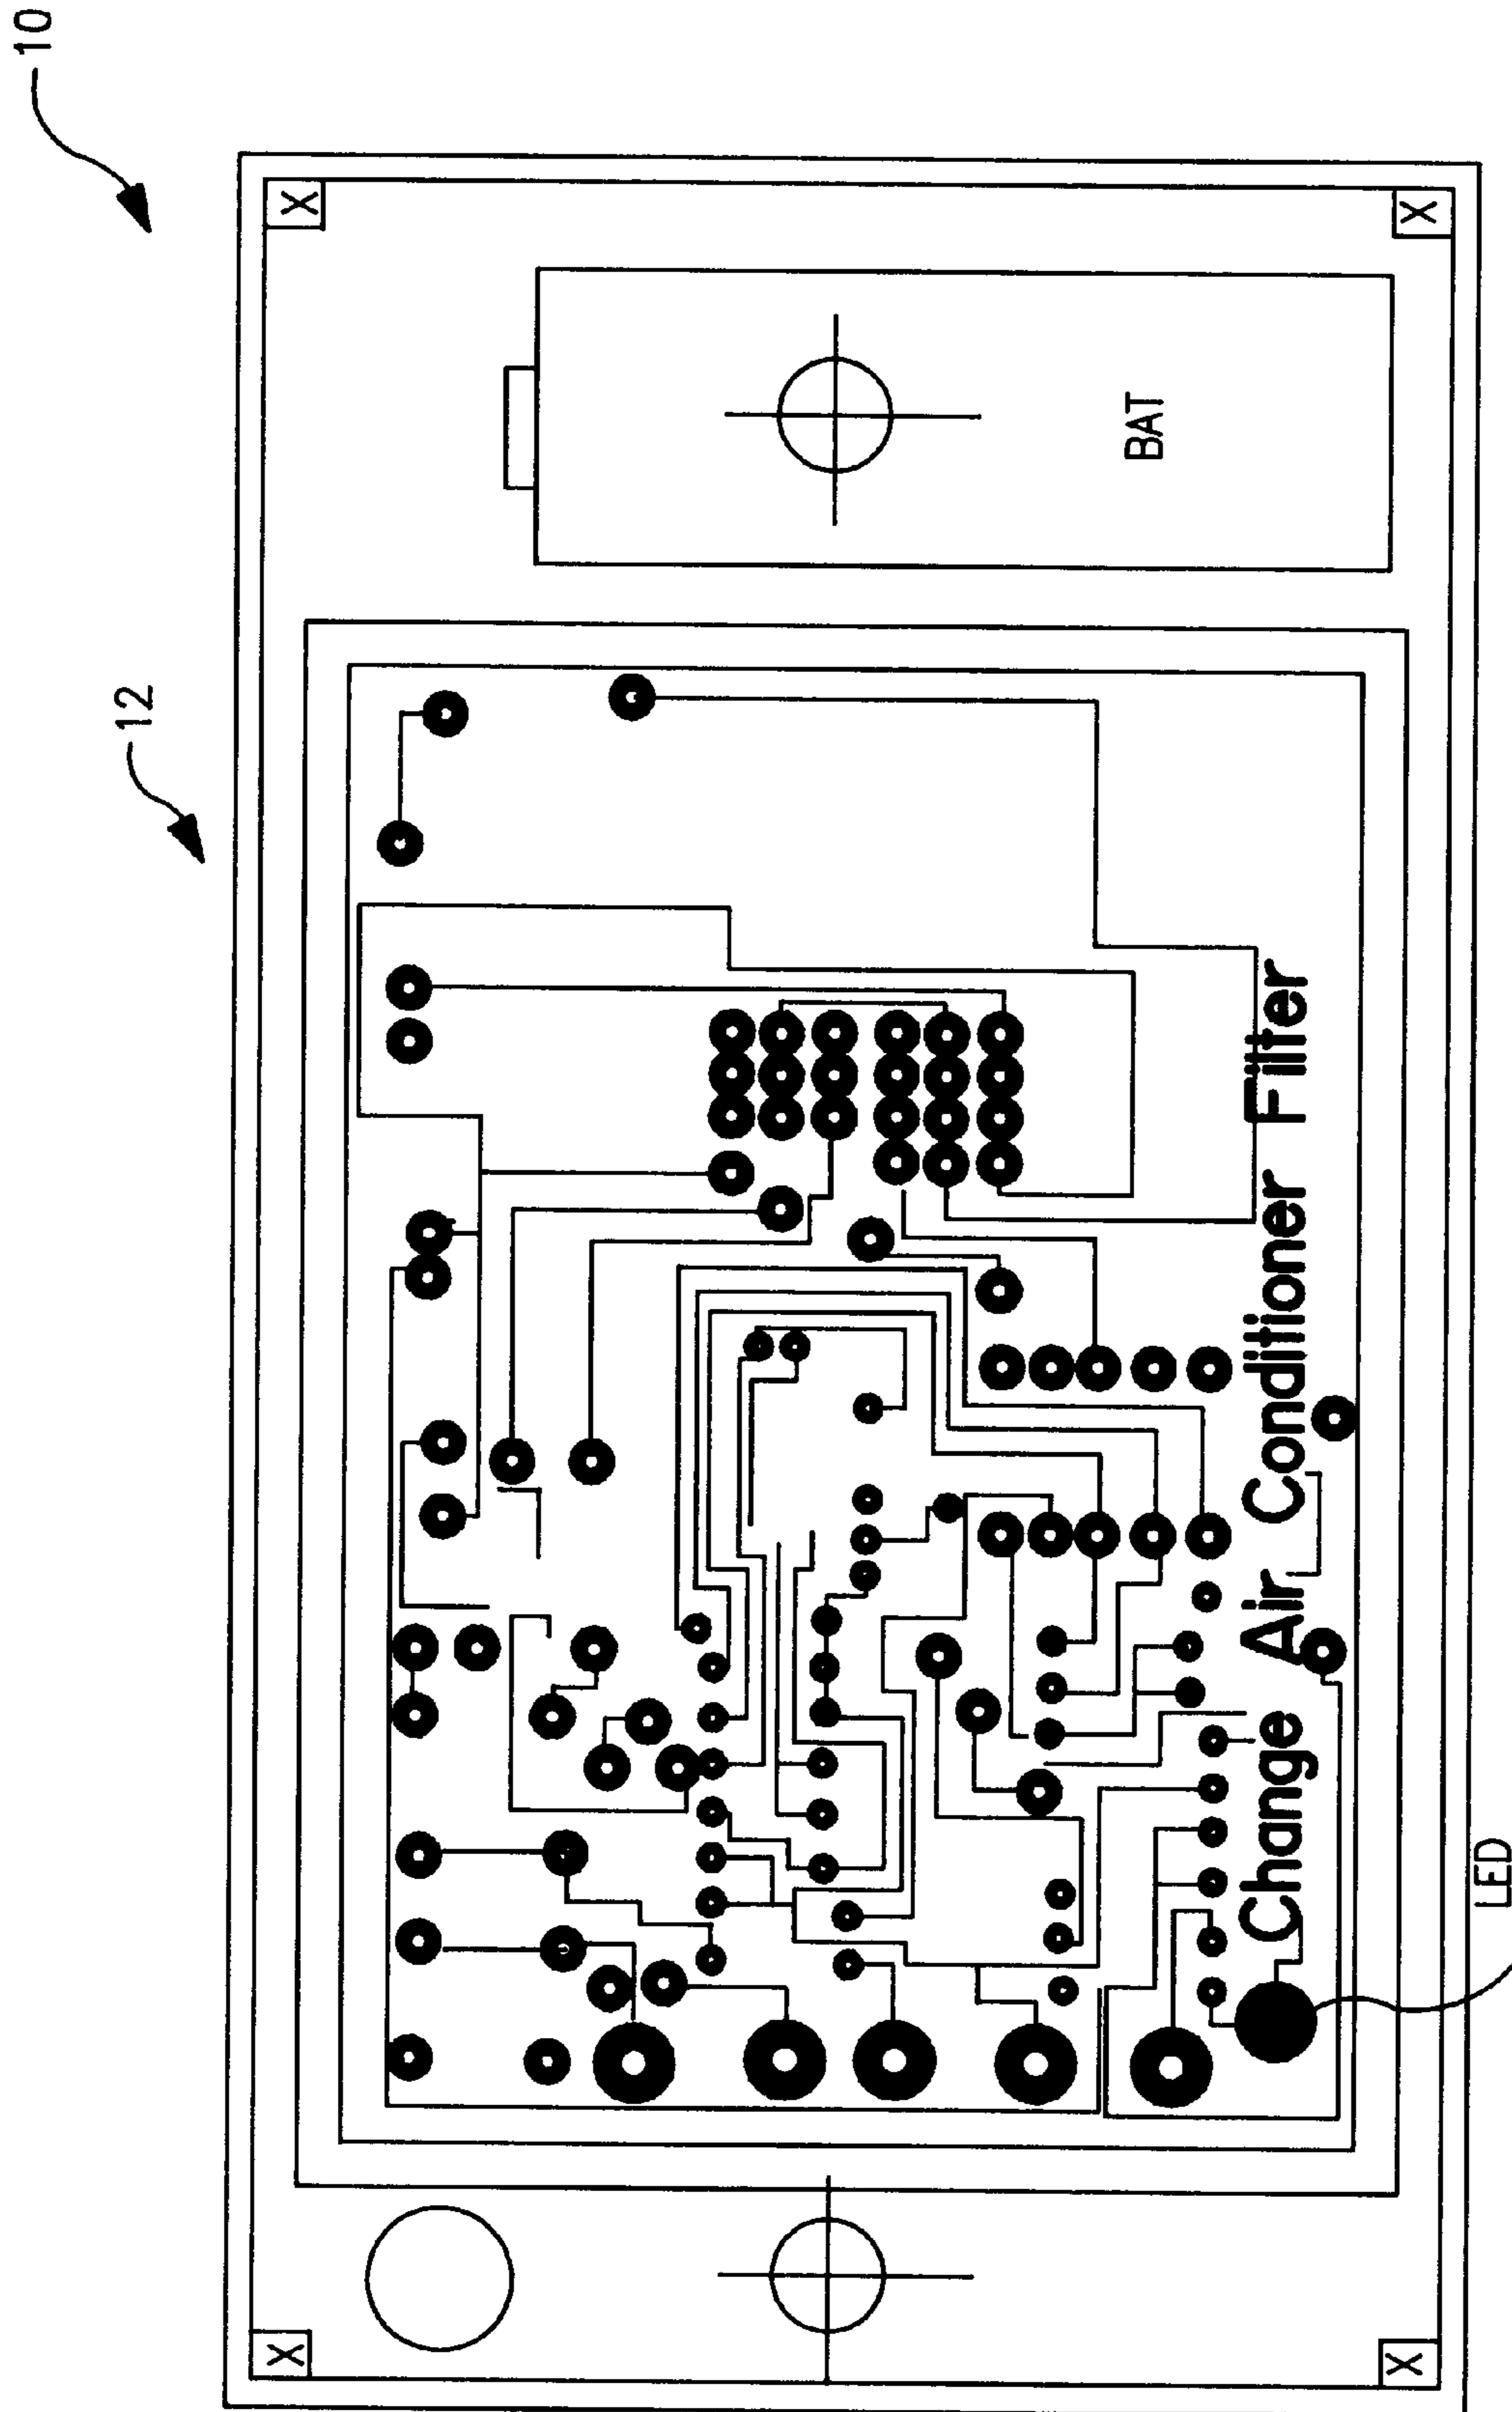 10
12
X
X
BAT
Change Air Conditioner Filter
LED
X
X